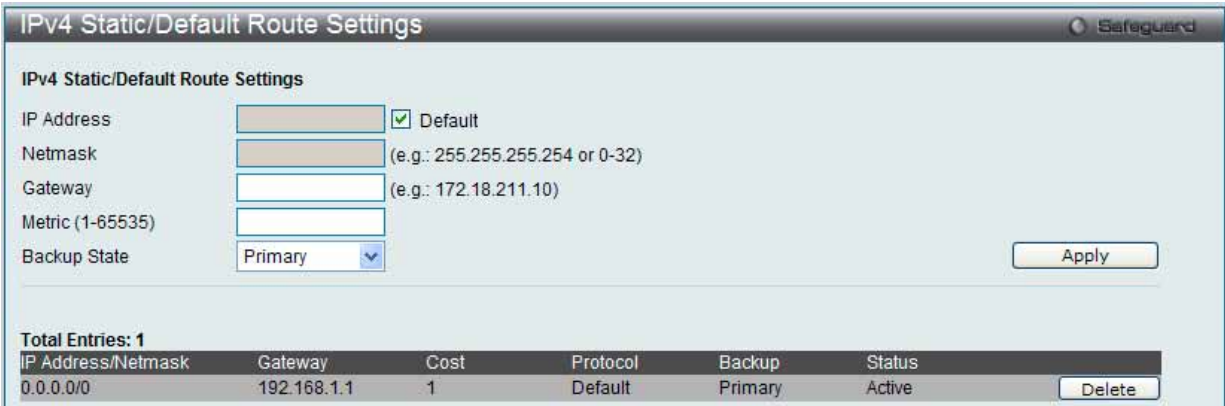 IPv4 Static/Default Route Settings
Safeguard
IPv4 Static/Default Route Settings
IP Address
Default
Netmask
(e.g.: 255.255.255.254 or 0-32)
Gateway
(e.g.: 172.18.211.10)
Metric (1-65535)
Backup State
Primary
Apply
Total Entries: 1
IP Address/Netmask Gateway Cost Protocol Backup Status
0.0.0.0/0 192.168.1.1 1 Default Primary Active Delete